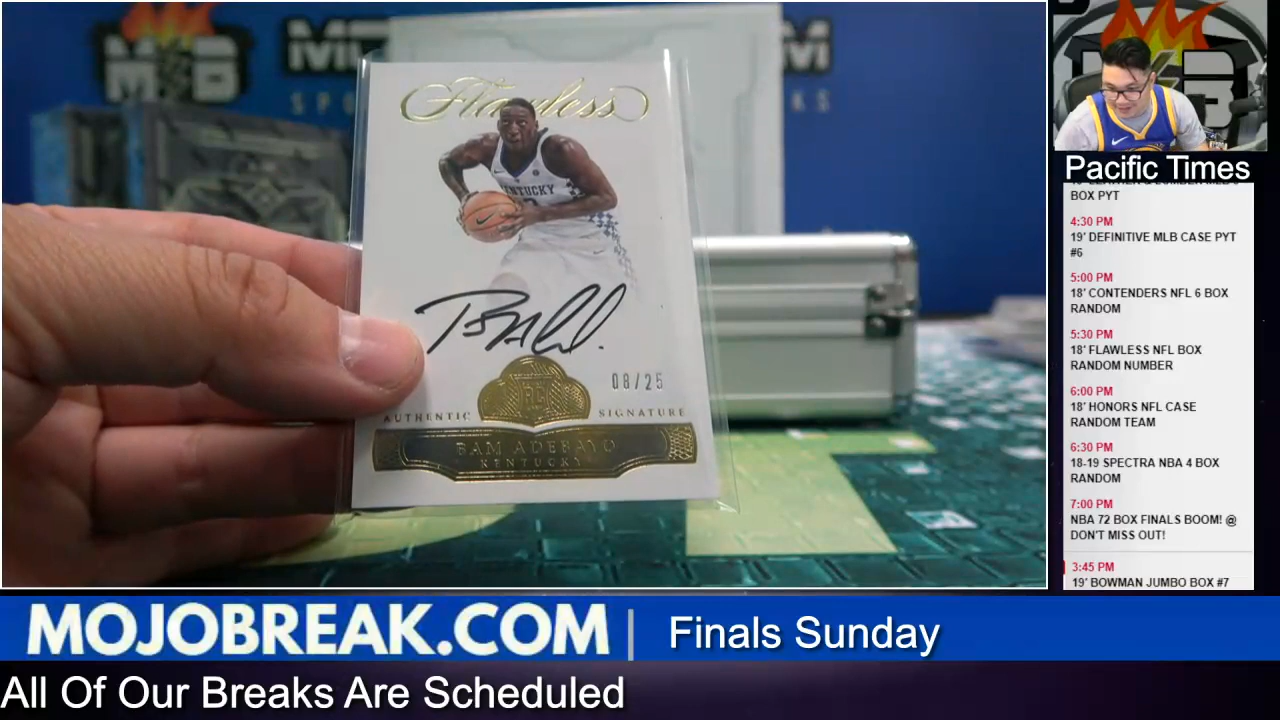 Flawless
KENTUCKY
08/25
RC
AUTHENTIC SIGNATURE
BAM ADEBAYO
KENTUCKY
Pacific Times
BOX PYT
4:30 PM
19' DEFINITIVE MLB CASE PYT
#6
5:00 PM
18' CONTENDERS NFL 6 BOX
RANDOM
5:30 PM
18' FLAWLESS NFL BOX
RANDOM NUMBER
6:00 PM
18' HONORS NFL CASE
RANDOM TEAM
6:30 PM
18-19 SPECTRA NBA 4 BOX
RANDOM
7:00 PM
NBA 72 BOX FINALS BOOM! @
DON'T MISS OUT!
3:45 PM
19' BOWMAN JUMBO BOX #7
MOJOBREAK.COM | Finals Sunday
All Of Our Breaks Are Scheduled